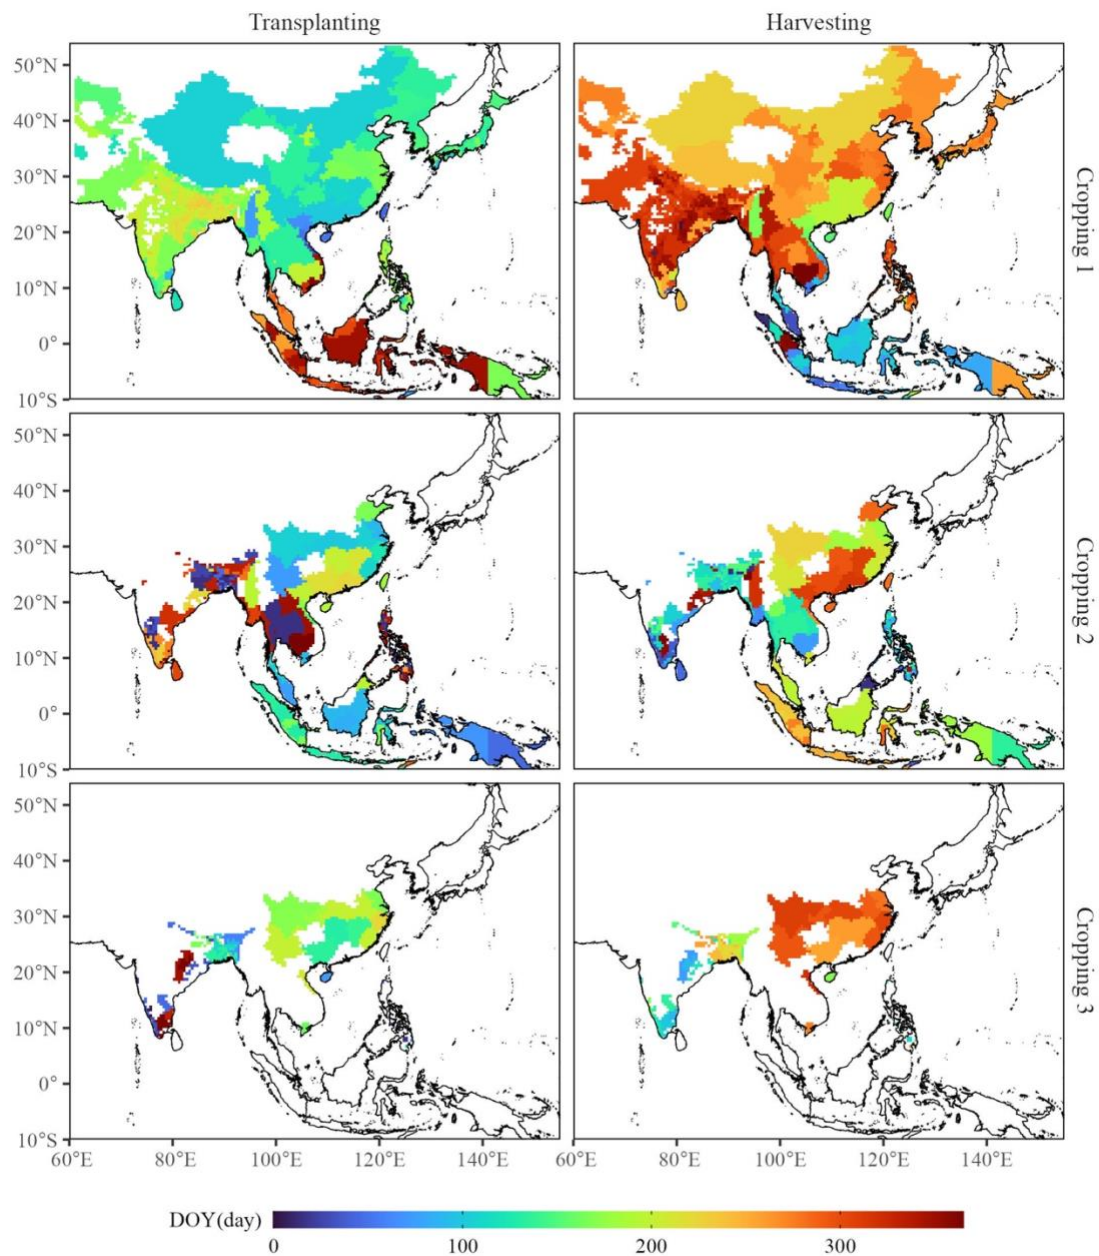 Transplanting Harvesting
50°N
40°N
30°N
20°N
10°N
0°
10°S
Cropping 1
50°N
40°N
30°N
20°N
10°N
0°
10°S
Cropping 2
50°N
40°N
30°N
20°N
10°N
0°
10°S
Cropping 3
60°E 80°E 100°E 120°E 140°E 60°E 80°E 100°E 120°E 140°E
DOY(day)
0 100 200 300